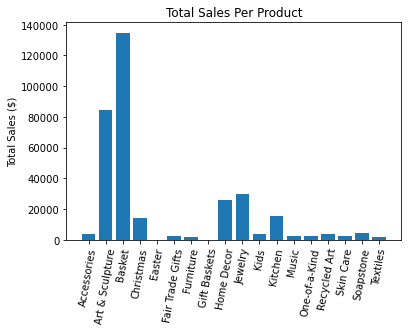 Total Sales Per Product
Total Sales ($)
140000
120000
100000
80000
60000
40000
20000
0
Accessories
Art & Sculpture
Basket
Christmas
Easter
Fair Trade Gifts
Furniture
Gift Baskets
Home Decor
Jewelry
Kids
Kitchen
Music
One-of-a-Kind
Recycled Art
Skin Care
Soapstone
Textiles